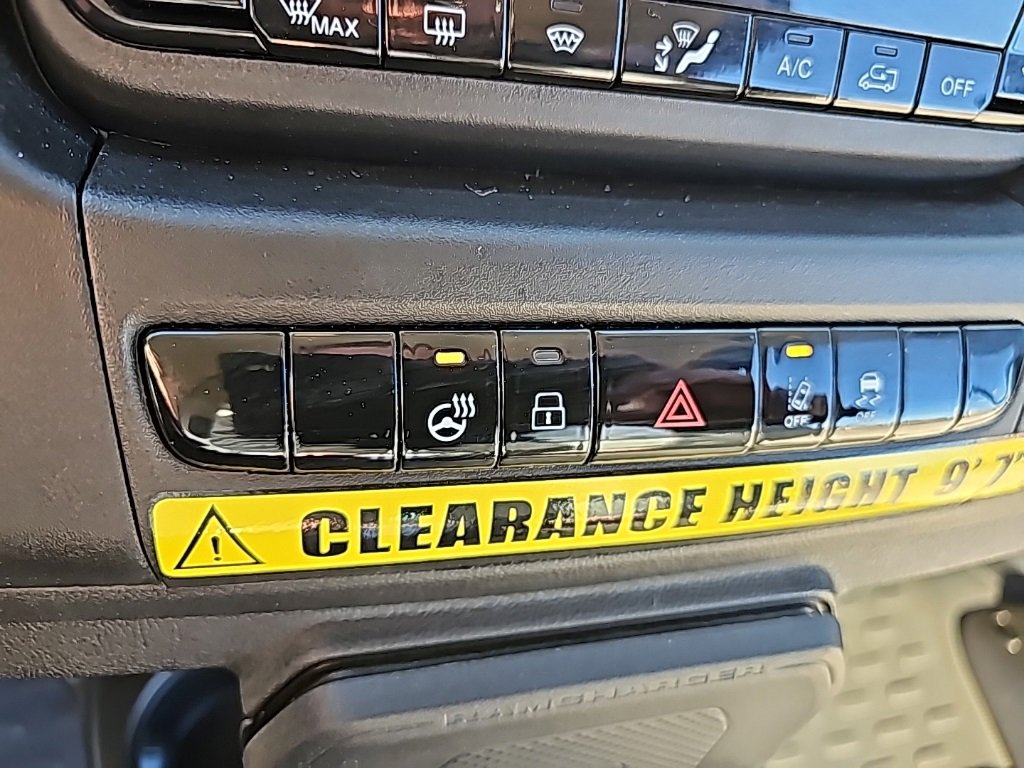 MAX
A/C
OFF
OFF
OFF
CLEARANCE HEIGHT 9' 7"
RAMCHARGER